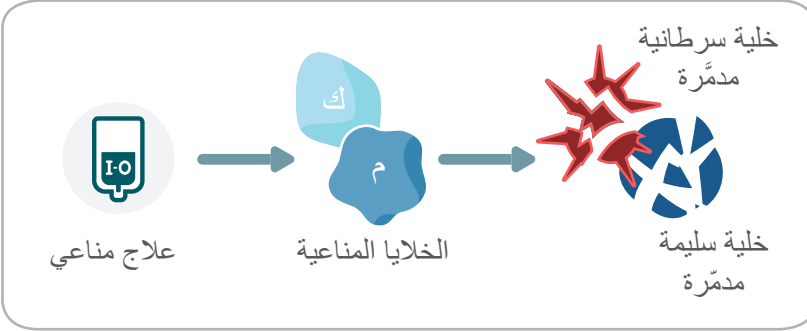 خلية سرطانية
مدمَّرة
ك
م
I-O
علاج مناعي
الخلايا المناعية
خلية سليمة
مدمّرة